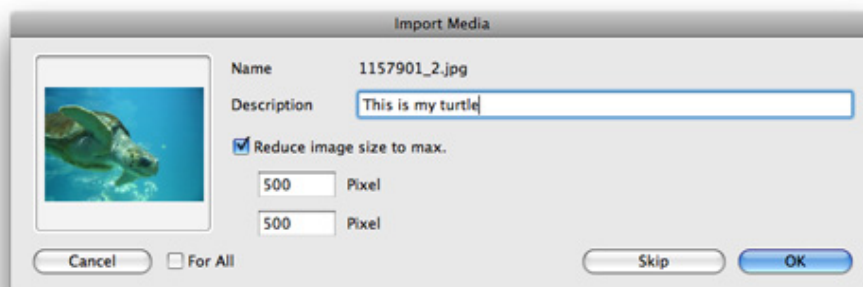 Import Media
Name 1157901_2.jpg
Description This is my turtle
Reduce image size to max.
500 Pixel
500 Pixel
Cancel For All Skip OK